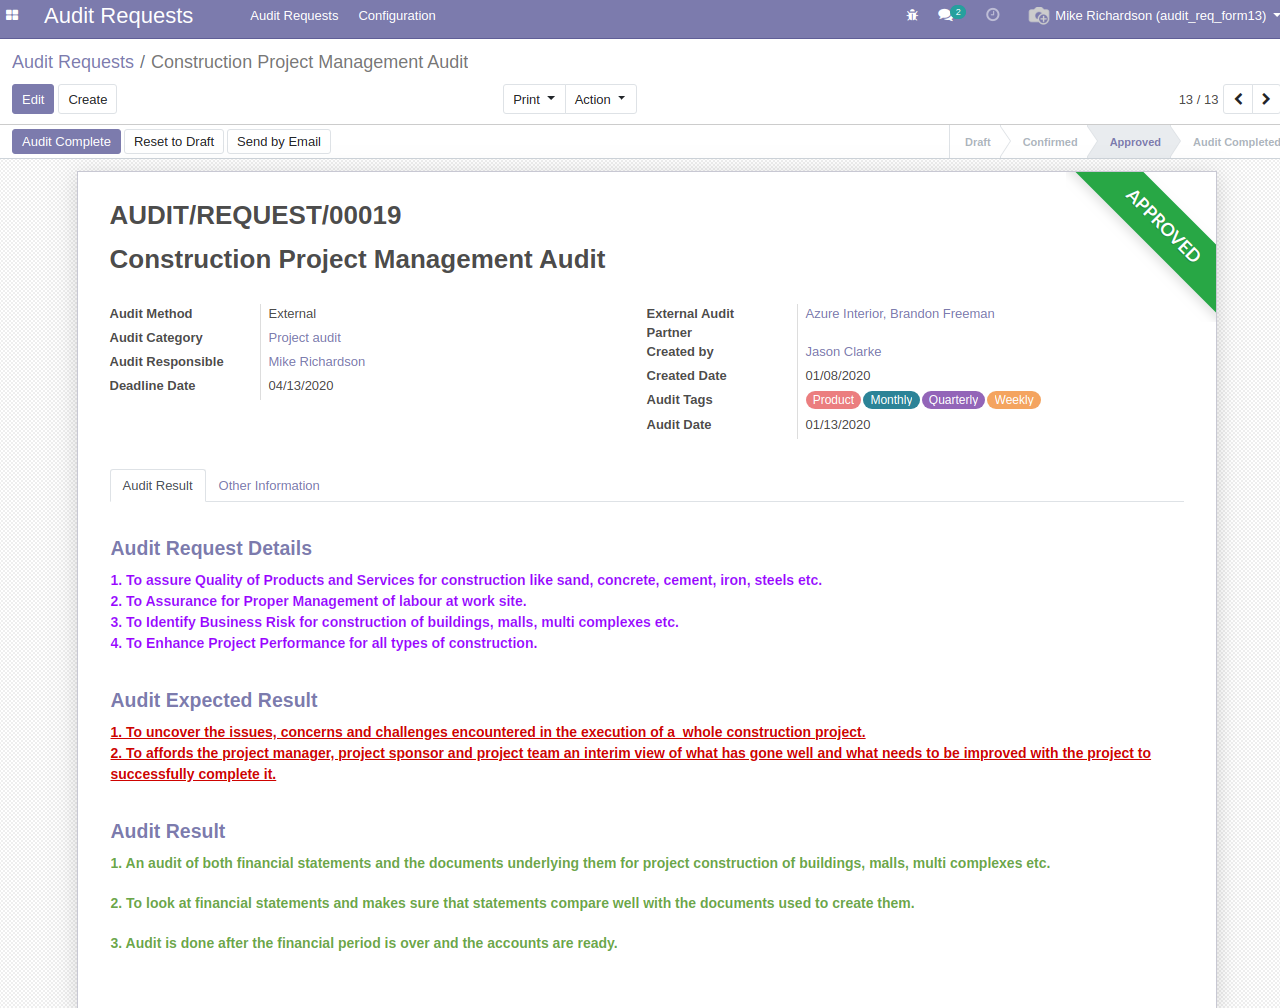 Audit Requests Audit Requests Configuration 2 Mike Richardson (audit_req_form13)
Audit Requests / Construction Project Management Audit
Edit Create Print Action 13 / 13
Audit Complete Reset to Draft Send by Email Draft Confirmed Approved Audit Completed
APPROVED
AUDIT/REQUEST/00019
Construction Project Management Audit
Audit Method External
Audit Category Project audit
Audit Responsible Mike Richardson
Deadline Date 04/13/2020
External Audit Partner Azure Interior, Brandon Freeman
Created by Jason Clarke
Created Date 01/08/2020
Audit Tags Product Monthly Quarterly Weekly
Audit Date 01/13/2020
Audit Result Other Information
Audit Request Details
1. To assure Quality of Products and Services for construction like sand, concrete, cement, iron, steels etc.
2. To Assurance for Proper Management of labour at work site.
3. To Identify Business Risk for construction of buildings, malls, multi complexes etc.
4. To Enhance Project Performance for all types of construction.
Audit Expected Result
1. To uncover the issues, concerns and challenges encountered in the execution of a  whole construction project.
2. To affords the project manager, project sponsor and project team an interim view of what has gone well and what needs to be improved with the project to
successfully complete it.
Audit Result
1. An audit of both financial statements and the documents underlying them for project construction of buildings, malls, multi complexes etc.
2. To look at financial statements and makes sure that statements compare well with the documents used to create them.
3. Audit is done after the financial period is over and the accounts are ready.